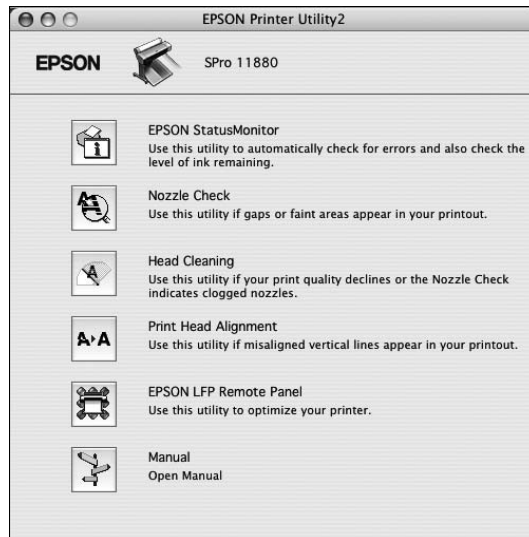 EPSON Printer Utility2
EPSON SPro 11880
EPSON StatusMonitor
Use this utility to automatically check for errors and also check the
level of ink remaining.
Nozzle Check
Use this utility if gaps or faint areas appear in your printout.
Head Cleaning
Use this utility if your print quality declines or the Nozzle Check
indicates clogged nozzles.
Print Head Alignment
Use this utility if misaligned vertical lines appear in your printout.
EPSON LFP Remote Panel
Use this utility to optimize your printer.
Manual
Open Manual